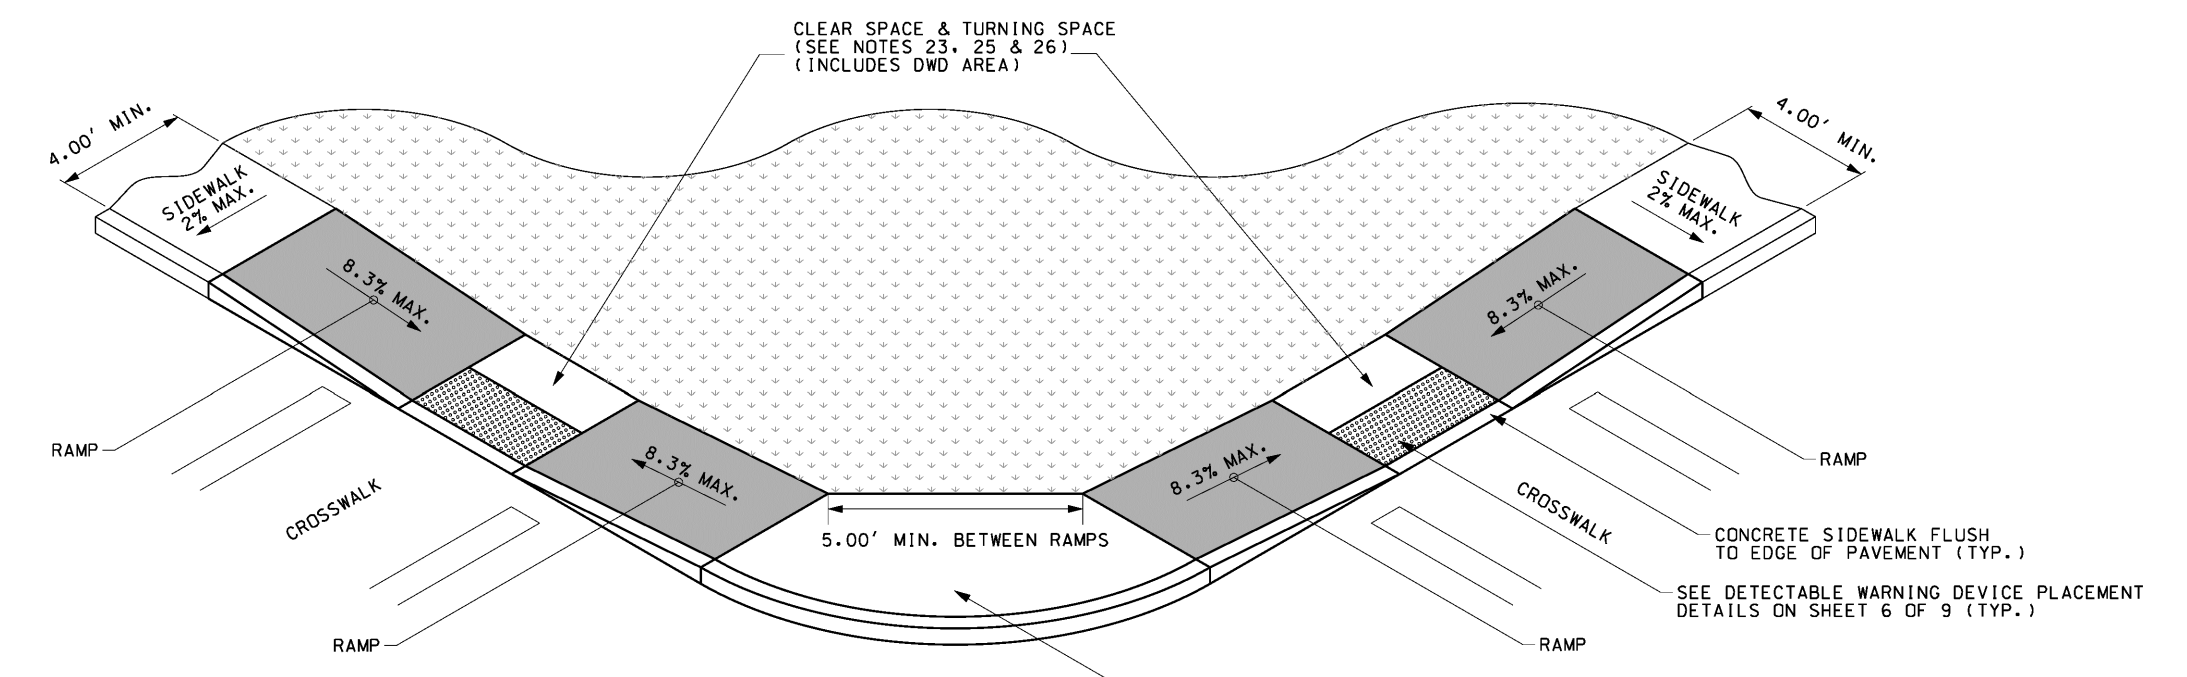 CLEAR SPACE & TURNING SPACE
(SEE NOTES 23, 25 & 26)
(INCLUDES DWD AREA)
4.00' MIN.
4.00' MIN.
SIDEWALK
2% MAX.
SIDEWALK
2% MAX.
8.3% MAX.
8.3% MAX.
8.3% MAX.
8.3% MAX.
RAMP
RAMP
CROSSWALK
CROSSWALK
5.00' MIN. BETWEEN RAMPS
CONCRETE SIDEWALK FLUSH
TO EDGE OF PAVEMENT (TYP.)
SEE DETECTABLE WARNING DEVICE PLACEMENT
DETAILS ON SHEET 6 OF 9 (TYP.)
RAMP
RAMP